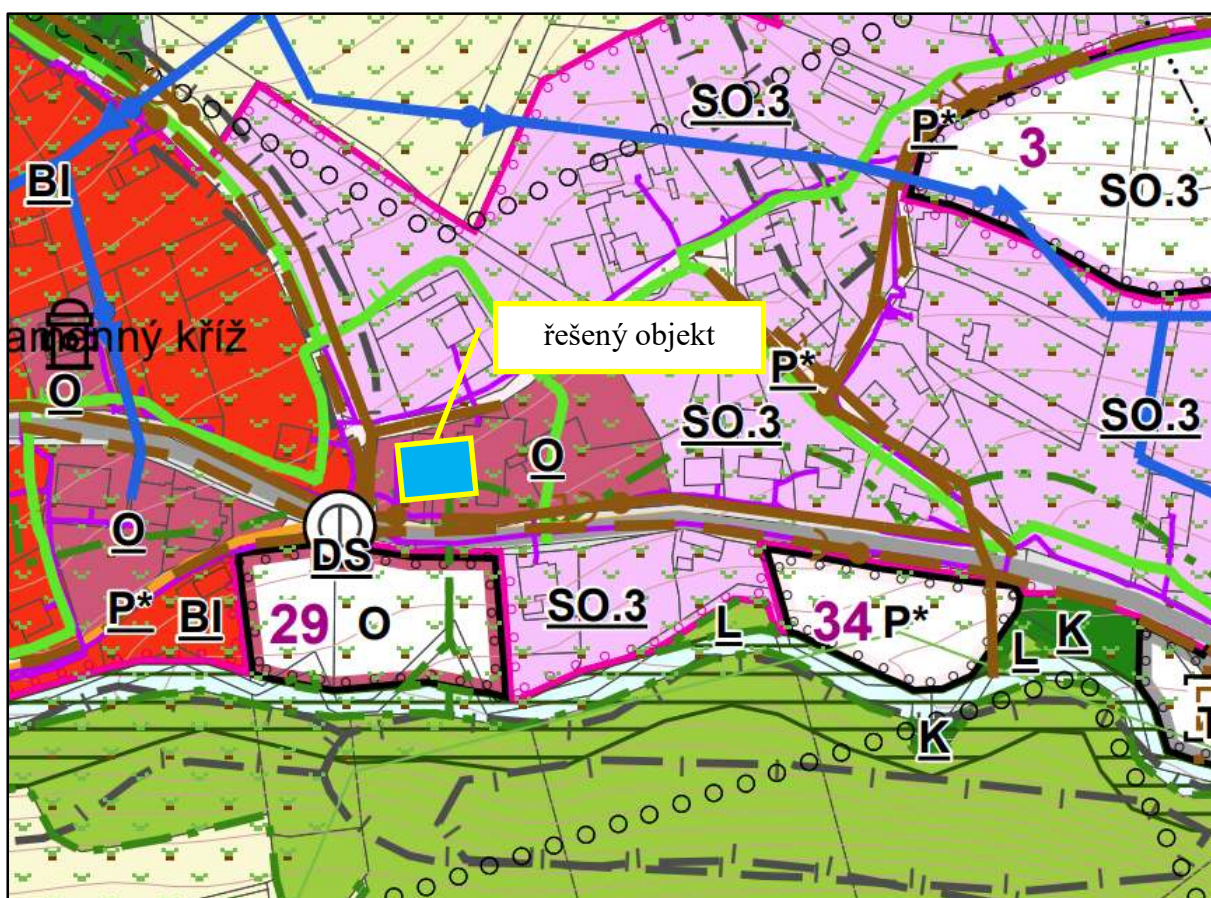 SO.3
P*
3
SO.3
BI
řešený objekt
amenný kříž
P*
O
SO.3
SO.3
O
O
DS
P*
BI
29
O
SO.3
L
34
P*
L
K
K
T